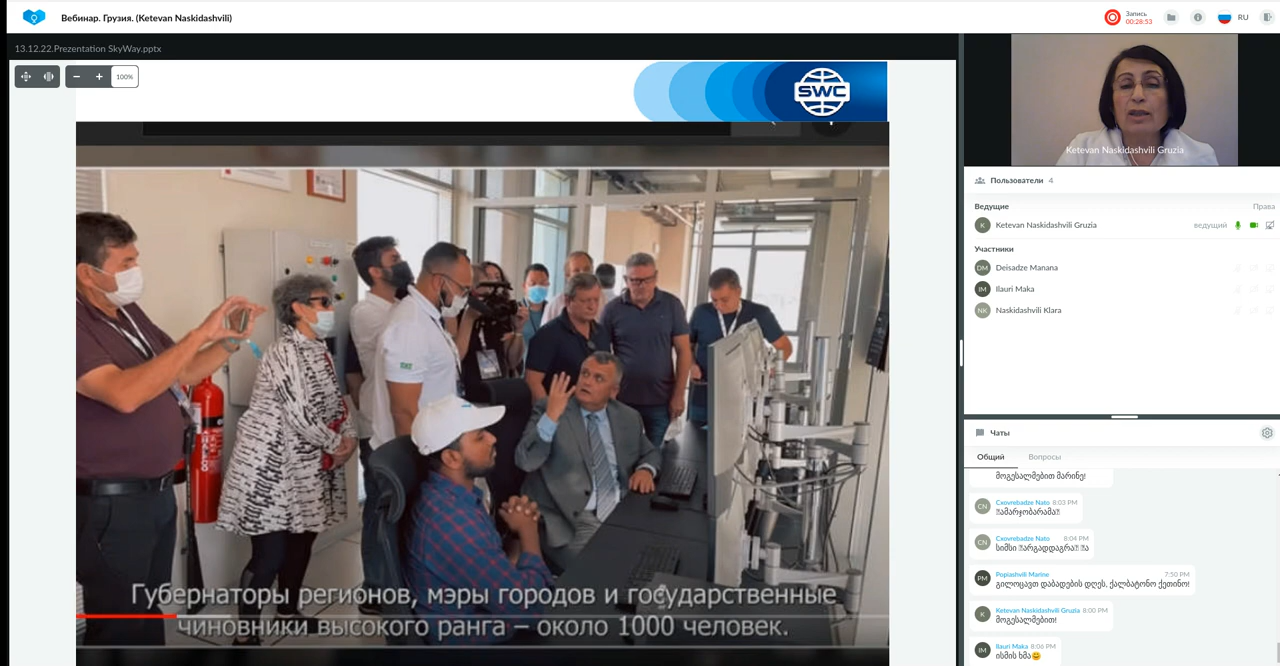 Вебинар. Грузия. (Ketevan Naskidashvili)
Запись
00:28:53
RU
13.12.22.Prezentation SkyWay.pptx
100%
SWC
Губернаторы регионов, мэры городов и государственные
чиновники высокого ранга – около 1000 человек.
Ketevan Naskidashvili Gruzia
Пользователи 4
Ведущие Права
K Ketevan Naskidashvili Gruzia ведущий
Участники
DM Deisadze Manana
IM Ilauri Maka
NK Naskidashvili Klara
Чаты
Общий Вопросы
მოგესალმებით მარინე!
CN Cxovrebadze Nato 8:03 PM
CN Cxovrebadze Nato 8:04 PM
სიმსი
PM Popiashvili Marine 7:50 PM
გილოცავთ დაბადების დღეს, ქალბატონო ქეთინო!
K Ketevan Naskidashvili Gruzia 8:00 PM
მოგესალმებით!
IM Ilauri Maka 8:06 PM
ისმის ხმა😊